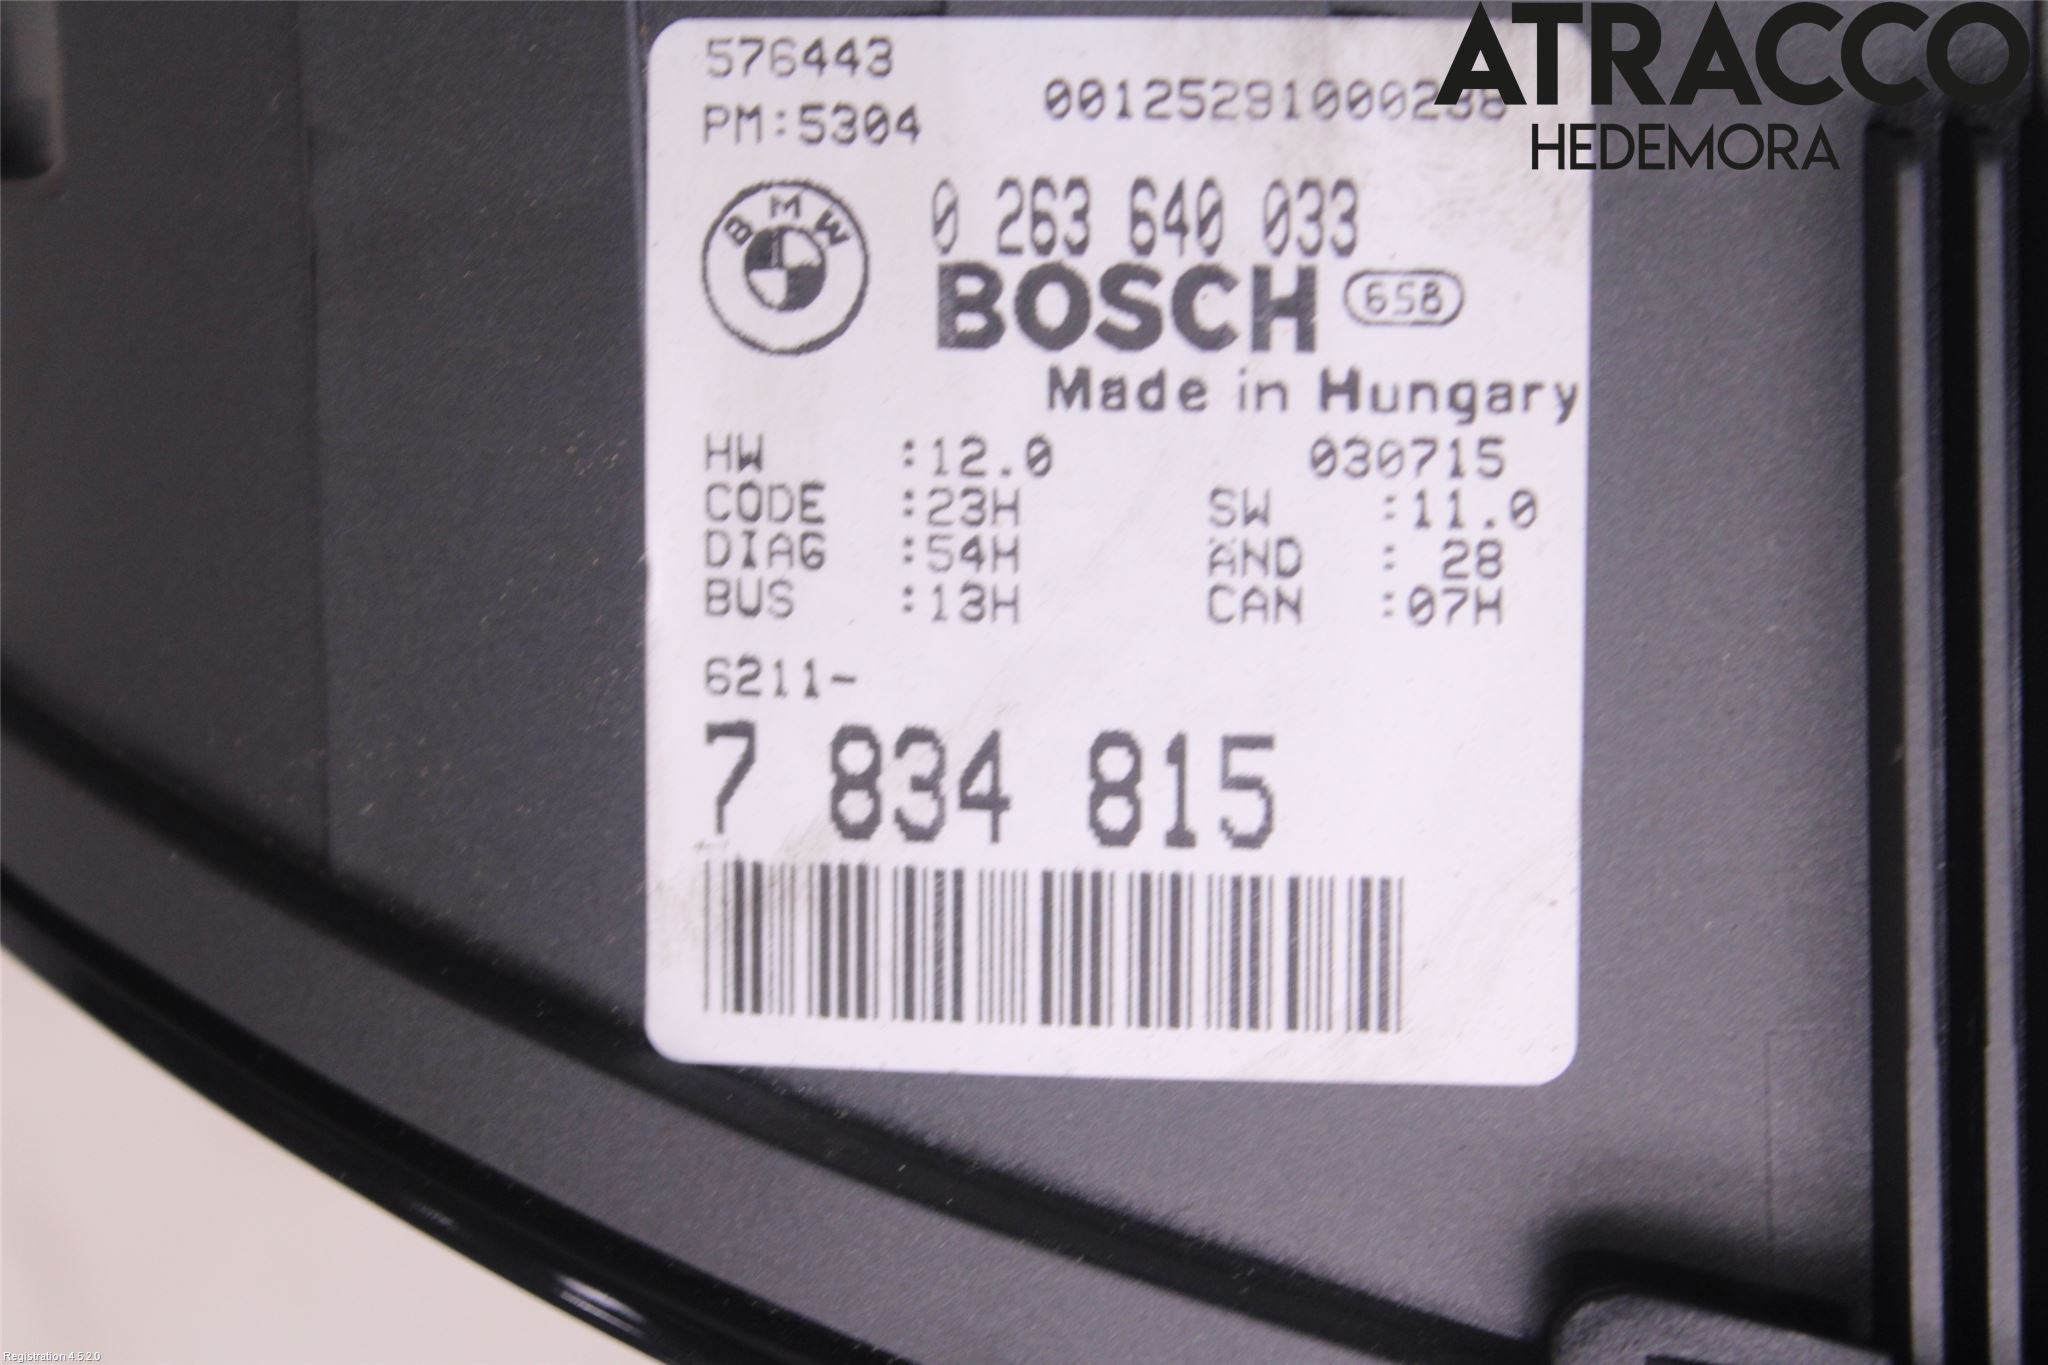 ATRACCO
HEDEMORA
576443
PM:5304
00125291000238
BMW
0 263 640 033
BOSCH 658
Made in Hungary
HW :12.0 030715
CODE :23H SW :11.0
DIAG :54H AND : 28
BUS :13H CAN :07H
6211-
7 834 815
Registration 4.5.2.0